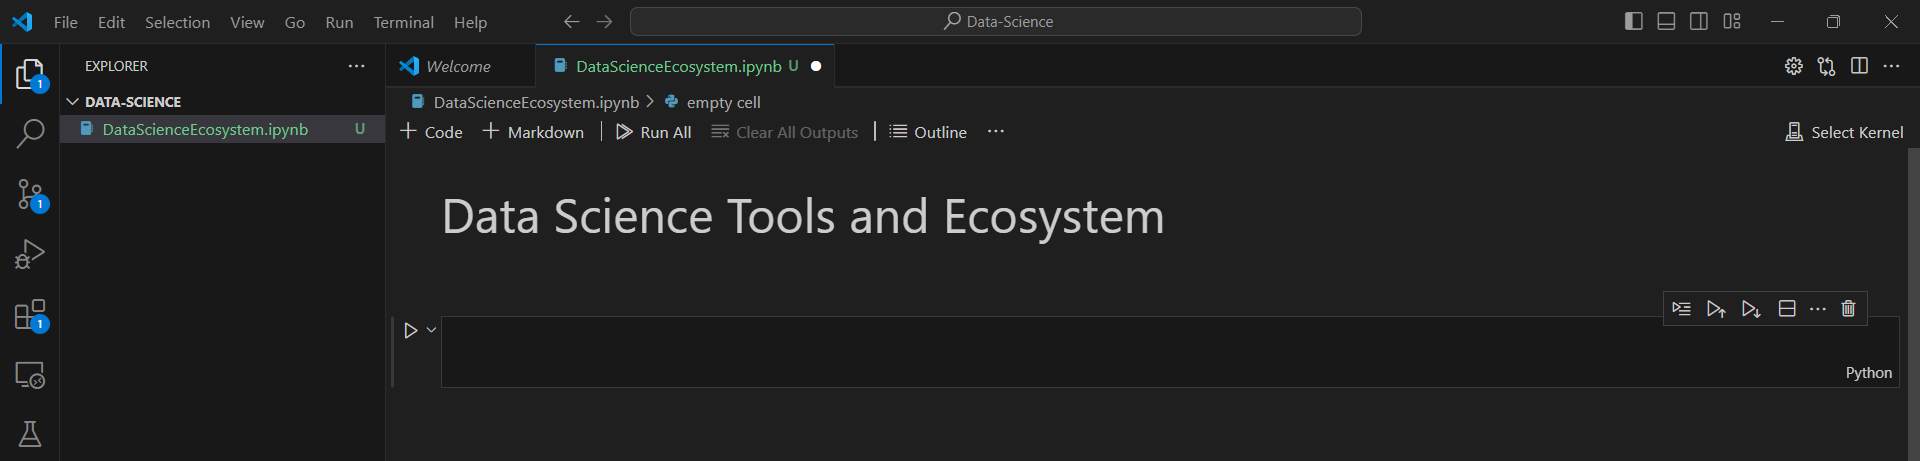 File Edit Selection View Go Run Terminal Help
Data-Science
EXPLORER
Welcome
DataScienceEcosystem.ipynb U
DATA-SCIENCE
DataScienceEcosystem.ipynb > empty cell
DataScienceEcosystem.ipynb U
+ Code + Markdown | Run All Clear All Outputs | Outline ...
Select Kernel
1
1
1
Data Science Tools and Ecosystem
Python